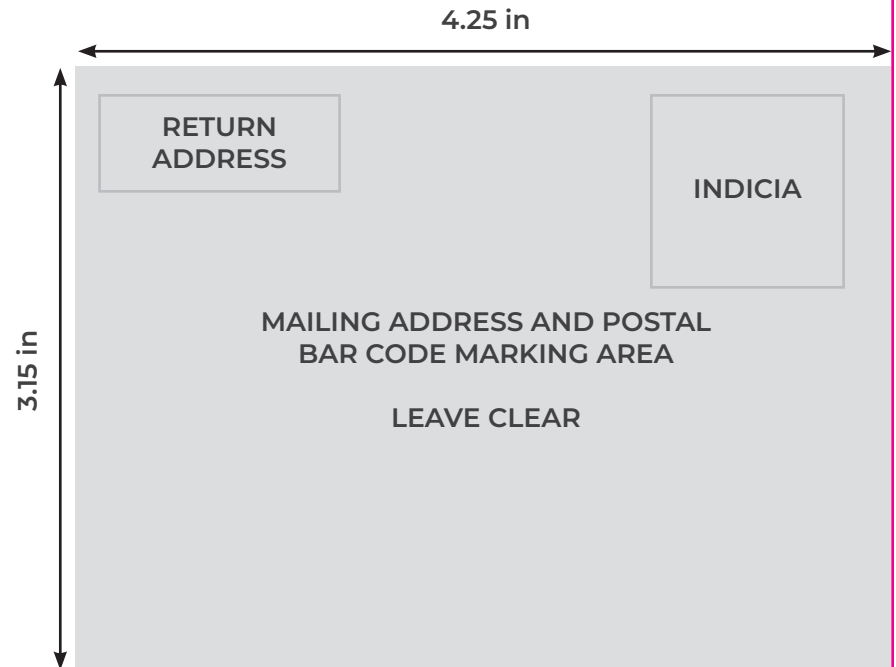 4.25 in
RETURN
ADDRESS
INDICIA
MAILING ADDRESS AND POSTAL
BAR CODE MARKING AREA
LEAVE CLEAR
3.15 in